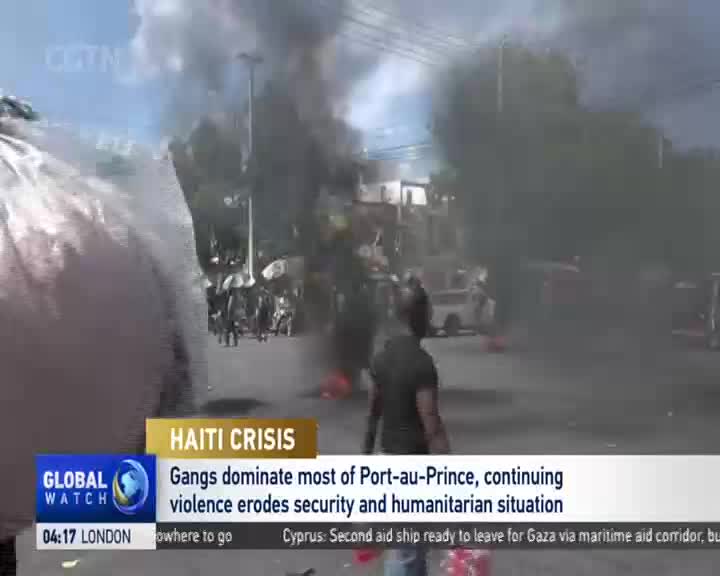 CGTN
HAITI CRISIS
Gangs dominate most of Port-au-Prince, continuing
violence erodes security and humanitarian situation
GLOBAL
WATCH
04:17 LONDON
owhere to go
Cyprus: Second aid ship ready to leave for Gaza via maritime aid corridor, bu